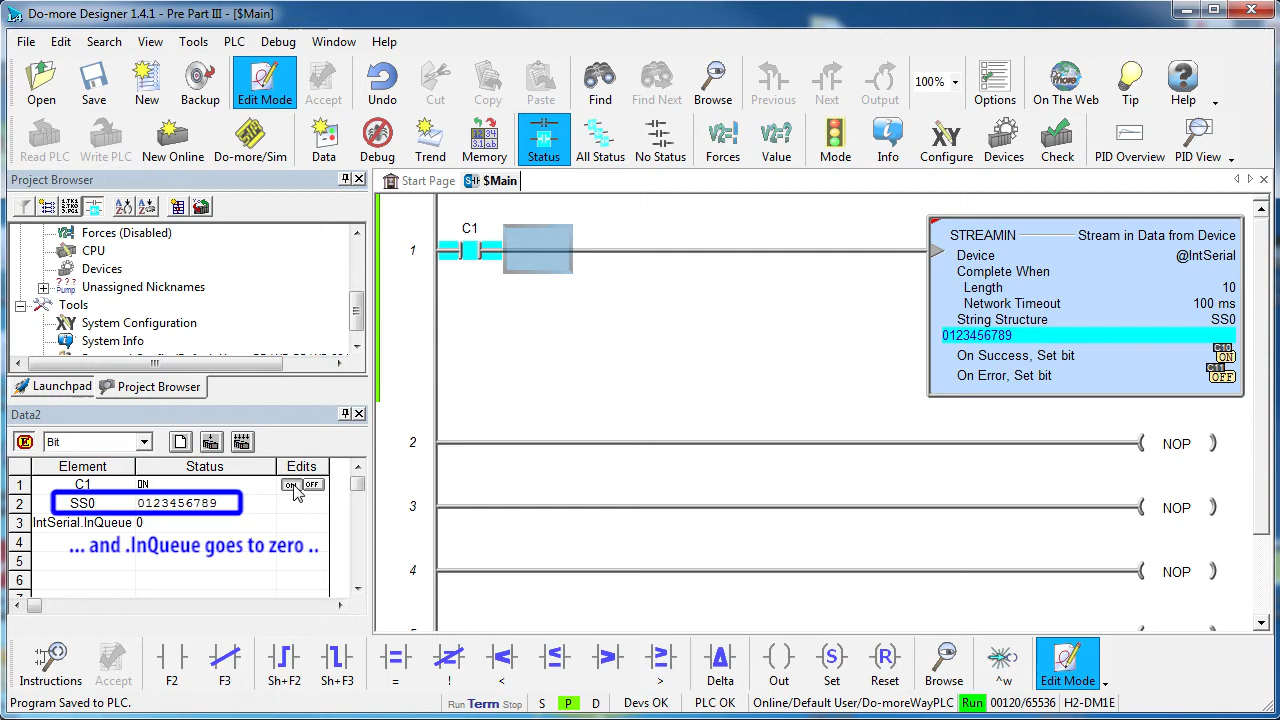 Do-more Designer 1.4.1 - Pre Part III - [$Main]
File Edit Search View Tools PLC Debug Window Help
Open Save New Backup Edit Mode Accept Undo Cut Copy Paste Find Find Next Browse Previous Next Output 100% Options On The Web Tip Help
Read PLC Write PLC New Online Do-more/Sim Data Debug Trend Memory Status All Status No Status Forces Value Mode Info Configure Devices Check PID Overview PID View
Project Browser
Start Page $Main
Forces (Disabled)
CPU
Devices
Unassigned Nicknames
Tools
XY System Configuration
System Info
Launchpad Project Browser
Data2
Bit
Element Status Edits
1 C1 ON ON OFF
2 SS0 0123456789
3 IntSerial.InQueue 0
4
... and .InQueue goes to zero ..
5
6
C1
1
STREAMIN Stream in Data from Device
Device @IntSerial
Complete When
Length 10
Network Timeout 100 ms
String Structure SS0
0123456789
C10
On Success, Set bit ON
C11
On Error, Set bit OFF
2 NOP
3 NOP
4 NOP
Instructions Accept F2 F3 Sh+F2 Sh+F3 = ! < > Delta Out Set Reset Browse ^w Edit Mode
Program Saved to PLC. Run Term Stop S P D Devs OK PLC OK Online/Default User/Do-moreWayPLC Run 00120/65536 H2-DM1E